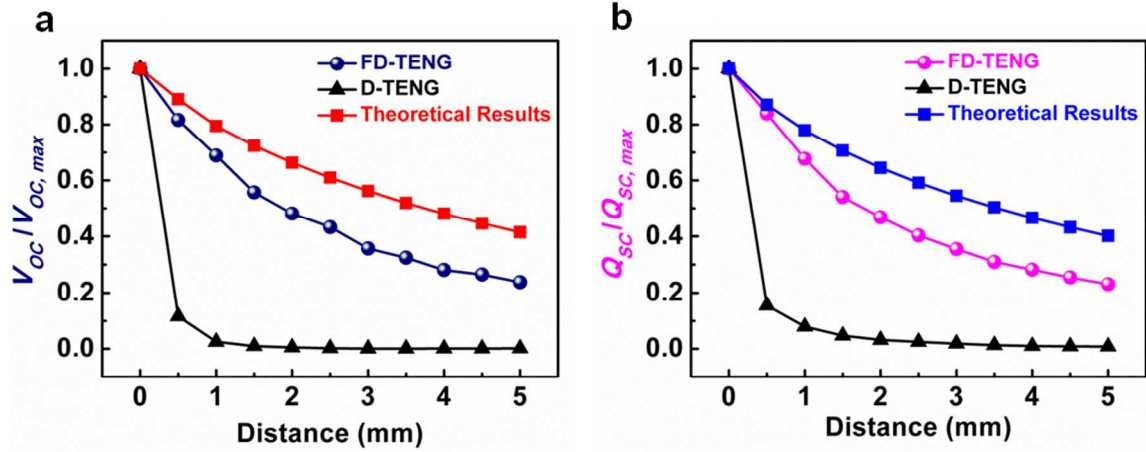 a
FD-TENG
D-TENG
Theoretical Results
V_OC/V_OC, max
1.0
0.8
0.6
0.4
0.2
0.0
0 1 2 3 4 5
Distance (mm)
b
FD-TENG
D-TENG
Theoretical Results
Q_SC/Q_SC, max
1.0
0.8
0.6
0.4
0.2
0.0
0 1 2 3 4 5
Distance (mm)